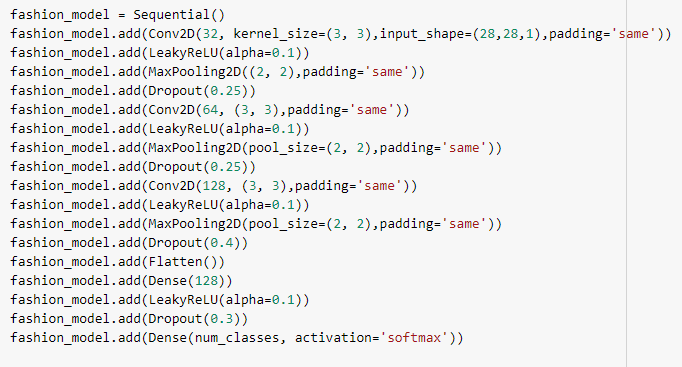 fashion_model = Sequential()
fashion_model.add(Conv2D(32, kernel_size=(3, 3),input_shape=(28,28,1),padding='same'))
fashion_model.add(LeakyReLU(alpha=0.1))
fashion_model.add(MaxPooling2D((2, 2),padding='same'))
fashion_model.add(Dropout(0.25))
fashion_model.add(Conv2D(64, (3, 3),padding='same'))
fashion_model.add(LeakyReLU(alpha=0.1))
fashion_model.add(MaxPooling2D(pool_size=(2, 2),padding='same'))
fashion_model.add(Dropout(0.25))
fashion_model.add(Conv2D(128, (3, 3),padding='same'))
fashion_model.add(LeakyReLU(alpha=0.1))
fashion_model.add(MaxPooling2D(pool_size=(2, 2),padding='same'))
fashion_model.add(Dropout(0.4))
fashion_model.add(Flatten())
fashion_model.add(Dense(128))
fashion_model.add(LeakyReLU(alpha=0.1))
fashion_model.add(Dropout(0.3))
fashion_model.add(Dense(num_classes, activation='softmax'))